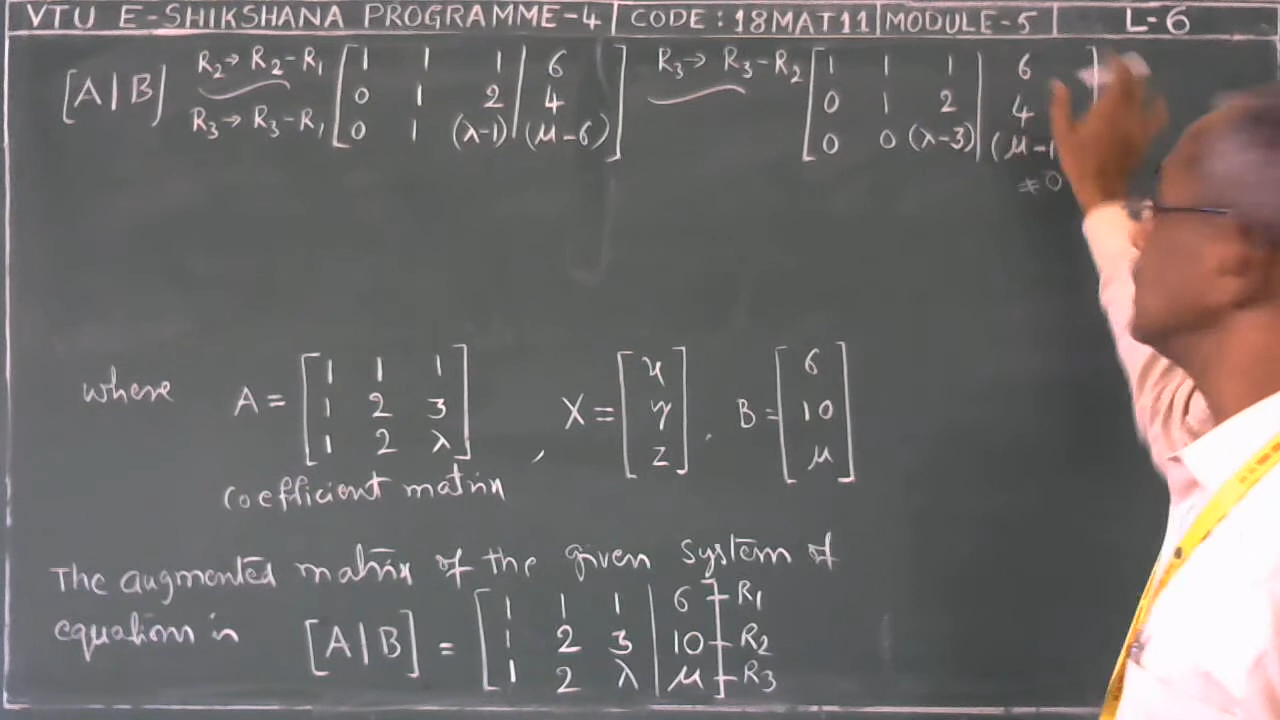 VTU E-SHIKSHANA PROGRAMME-4 CODE: 18MAT11 MODULE-5 L-6
[A|B] R2→R2-R1 R3→R3-R1 [1 1 1 | 6
0 1 2 | 4
0 1 (λ-1) | (μ-6)] R3→R3-R2 [1 1 1 | 6
0 1 2 | 4
0 0 (λ-3) | (μ-1
≠0
where A = [1 1 1
1 2 3
1 2 λ] , X = [x
y
z] , B = [6
10
μ]
coefficient matrix
The augmented matrix of the given system of
equation is [A|B] = [1 1 1 | 6] -R1
1 2 3 | 10 -R2
1 2 λ | μ] -R3